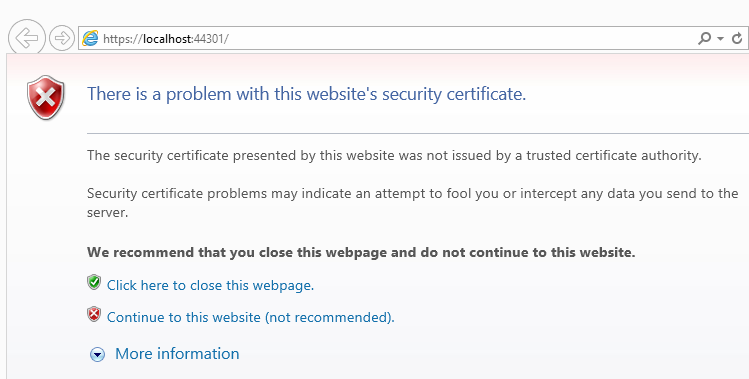 https://localhost:44301/
There is a problem with this website's security certificate.
The security certificate presented by this website was not issued by a trusted certificate authority.
Security certificate problems may indicate an attempt to fool you or intercept any data you send to the
server.
We recommend that you close this webpage and do not continue to this website.
Click here to close this webpage.
Continue to this website (not recommended).
More information